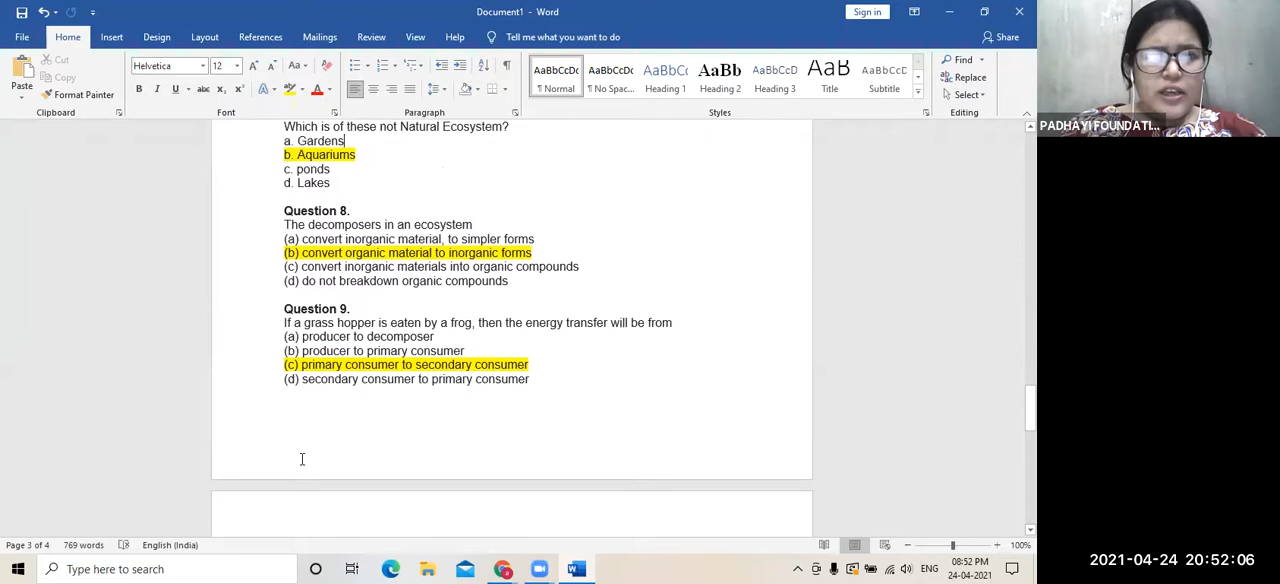 Document1 - Word
Sign in
File
Home
Insert
Design
Layout
References
Mailings
Review
View
Help
Tell me what you want to do
Share
Paste
Cut
Copy
Format Painter
Clipboard
Helvetica
12
Font
Paragraph
AaBbCcDc
Normal
AaBbCcDc
No Spac...
AaBbCc
Heading 1
AaBb
Heading 2
AaBbCcD
Heading 3
AaB
Title
AaBbCcD
Subtitle
Styles
Find
Replace
Select
Editing
PADHAYI FOUNDATI...
Which is of these not Natural Ecosystem?
a. Gardens
b. Aquariums
c. ponds
d. Lakes
Question 8.
The decomposers in an ecosystem
(a) convert inorganic material, to simpler forms
(b) convert organic material to inorganic forms
(c) convert inorganic materials into organic compounds
(d) do not breakdown organic compounds
Question 9.
If a grass hopper is eaten by a frog, then the energy transfer will be from
(a) producer to decomposer
(b) producer to primary consumer
(c) primary consumer to secondary consumer
(d) secondary consumer to primary consumer
Page 3 of 4
769 words
English (India)
100%
Type here to search
ENG
08:52 PM
24-04-2021
2021-04-24 20:52:06